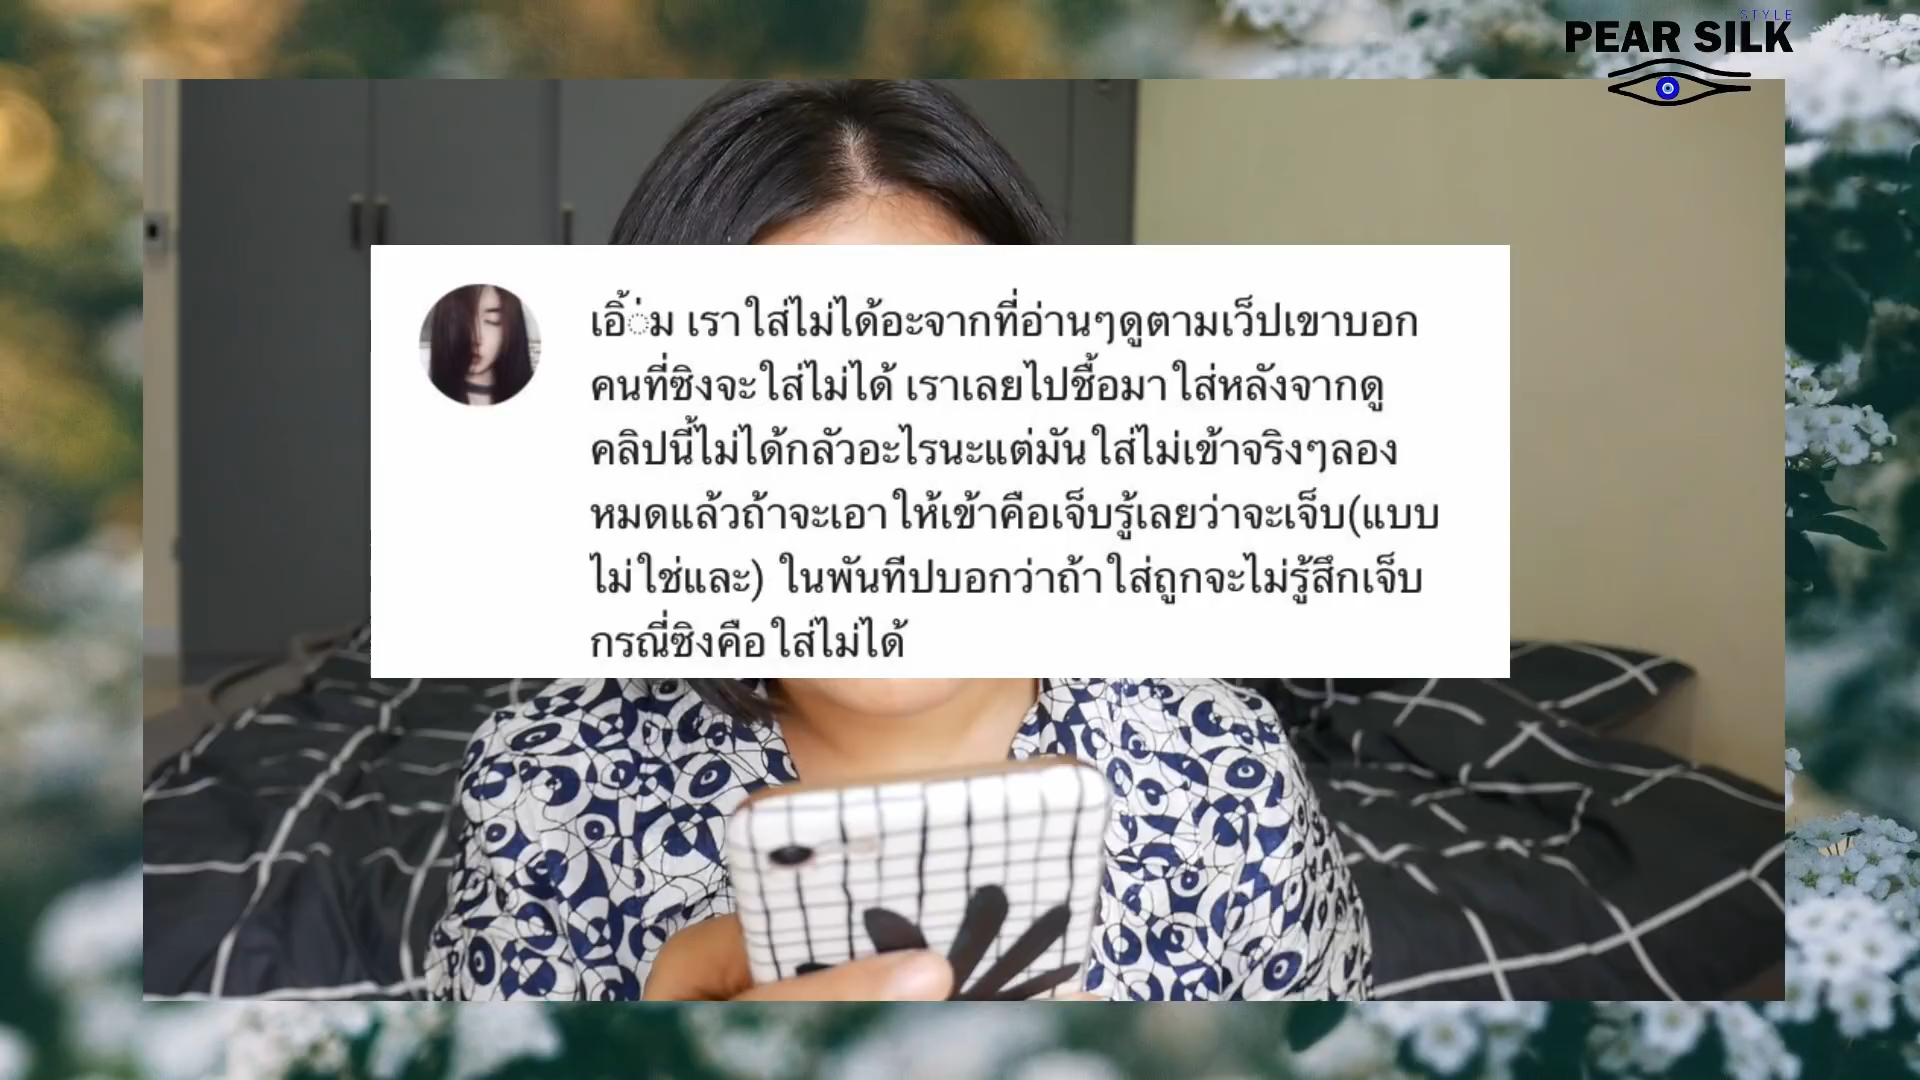 STYLE
PEAR SILK
เอิ้่ม เราใส่ไม่ได้อะจากที่อ่านๆดูตามเว็ปเขาบอก
คนที่ซิงจะใส่ไม่ได้ เราเลยไปซื้อมาใส่หลังจากดู
คลิปนี้ไม่ได้กลัวอะไรนะแต่มันใส่ไม่เข้าจริงๆลอง
หมดแล้วถ้าจะเอาให้เข้าคือเจ็บรู้เลยว่าจะเจ็บ(แบบ
ไม่ใช่และ) ในพันทีปบอกว่าถ้าใส่ถูกจะไม่รู้สึกเจ็บ
กรณี่ซิงคือใส่ไม่ได้